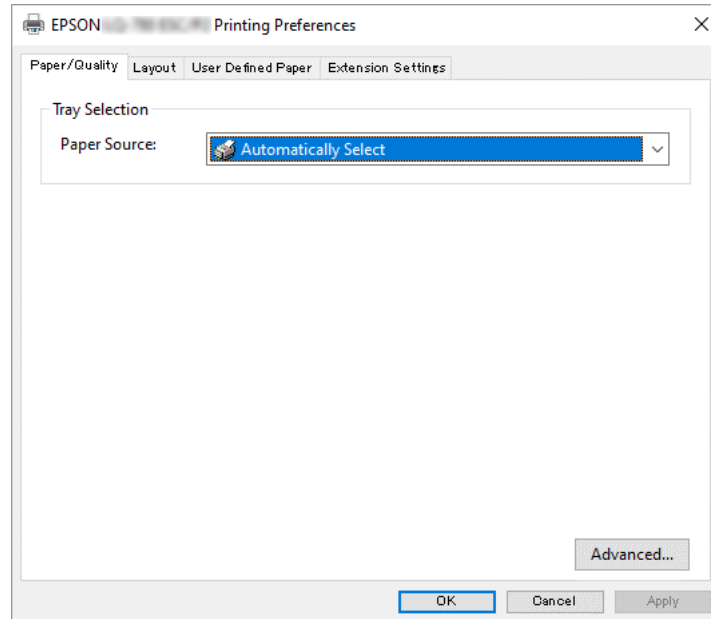 EPSON Printing Preferences
Paper/Quality Layout User Defined Paper Extension Settings
Tray Selection
Paper Source: Automatically Select
Advanced...
OK Cancel Apply